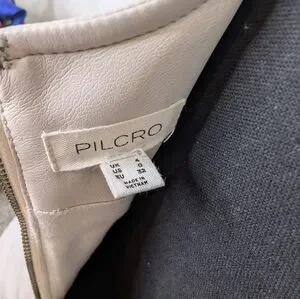 PILCRO
UK 4
US 0
EU 32
MADE IN
VIETNAM